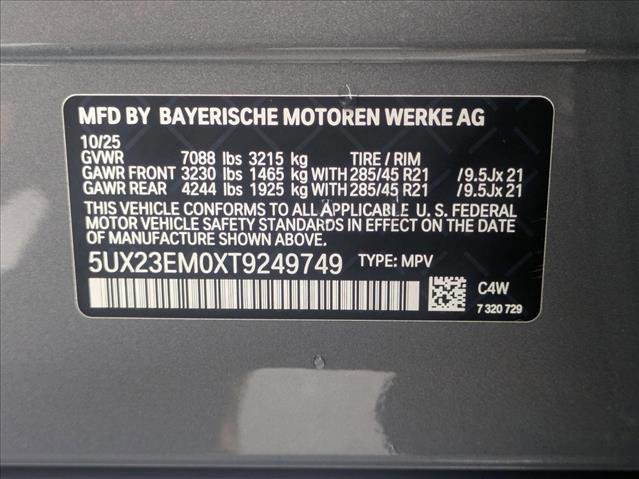 MFD BY BAYERISCHE MOTOREN WERKE AG
10/25
GVWR 7088 lbs 3215 kg TIRE / RIM
GAWR FRONT 3230 lbs 1465 kg WITH 285/45 R21 /9.5Jx 21
GAWR REAR 4244 lbs 1925 kg WITH 285/45 R21 /9.5Jx 21
THIS VEHICLE CONFORMS TO ALL APPLICABLE U. S. FEDERAL
MOTOR VEHICLE SAFETY STANDARDS IN EFFECT ON THE
DATE OF MANUFACTURE SHOWN ABOVE.
5UX23EM0XT9249749 TYPE: MPV
C4W
7 320 729